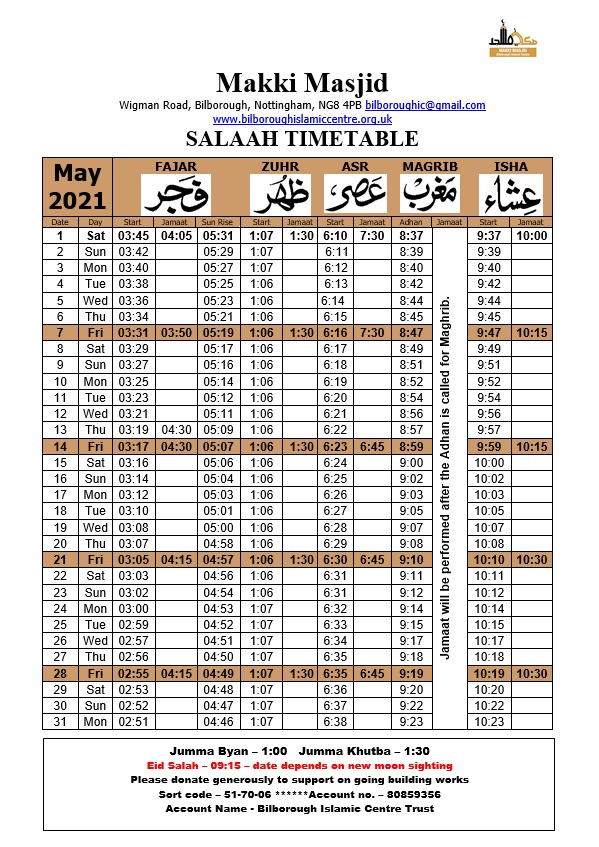 MAKKI MASJID
Makki Masjid
Wigman Road, Bilborough, Nottingham, NG8 4PB bilboroughic@gmail.com
www.bilboroughislamiccentre.org.uk
SALAAH TIMETABLE
May 2021 FAJAR ZUHR ASR MAGRIB ISHA
فجر ظهر عصر مغرب عشاء
Date Day Start Jamaat Sun Rise Start Jamaat Start Jamaat Adhan Jamaat Start Jamaat
1 Sat 03:45 04:05 05:31 1:07 1:30 6:10 7:30 8:37 9:37 10:00
2 Sun 03:42 05:29 1:07 6:11 8:39 9:39
3 Mon 03:40 05:27 1:07 6:12 8:40 9:40
4 Tue 03:38 05:25 1:06 6:13 8:42 9:42
5 Wed 03:36 05:23 1:06 6:14 8:44 9:44
6 Thu 03:34 05:21 1:06 6:15 8:45 9:45
7 Fri 03:31 03:50 05:19 1:06 1:30 6:16 7:30 8:47 9:47 10:15
8 Sat 03:29 05:17 1:06 6:17 8:49 9:49
9 Sun 03:27 05:16 1:06 6:18 8:51 9:51
10 Mon 03:25 05:14 1:06 6:19 8:52 9:52
11 Tue 03:23 05:12 1:06 6:20 8:54 9:54
12 Wed 03:21 05:11 1:06 6:21 8:56 9:56
13 Thu 03:19 04:30 05:09 1:06 6:22 8:57 9:57
14 Fri 03:17 04:30 05:07 1:06 1:30 6:23 6:45 8:59 9:59 10:15
15 Sat 03:16 05:06 1:06 6:24 9:00 10:00
16 Sun 03:14 05:04 1:06 6:25 9:02 10:02
17 Mon 03:12 05:03 1:06 6:26 9:03 10:03
18 Tue 03:10 05:01 1:06 6:27 9:05 10:05
19 Wed 03:08 05:00 1:06 6:28 9:07 10:07
20 Thu 03:07 04:58 1:06 6:29 9:08 10:08
21 Fri 03:05 04:15 04:57 1:06 1:30 6:30 6:45 9:10 10:10 10:30
22 Sat 03:03 04:56 1:06 6:31 9:11 10:11
23 Sun 03:02 04:54 1:06 6:31 9:12 10:12
24 Mon 03:00 04:53 1:07 6:32 9:14 10:14
25 Tue 02:59 04:52 1:07 6:33 9:15 10:15
26 Wed 02:57 04:51 1:07 6:34 9:17 10:17
27 Thu 02:56 04:50 1:07 6:35 9:18 10:18
28 Fri 02:55 04:15 04:49 1:07 1:30 6:35 6:45 9:19 10:19 10:30
29 Sat 02:53 04:48 1:07 6:36 9:20 10:20
30 Sun 02:52 04:47 1:07 6:37 9:22 10:22
31 Mon 02:51 04:46 1:07 6:38 9:23 10:23
Jamaat will be performed after the Adhan is called for Maghrib.
Jumma Byan – 1:00 Jumma Khutba – 1:30
Eid Salah – 09:15 – date depends on new moon sighting
Please donate generously to support on going building works
Sort code – 51-70-06 ******Account no. – 80859356
Account Name - Bilborough Islamic Centre Trust